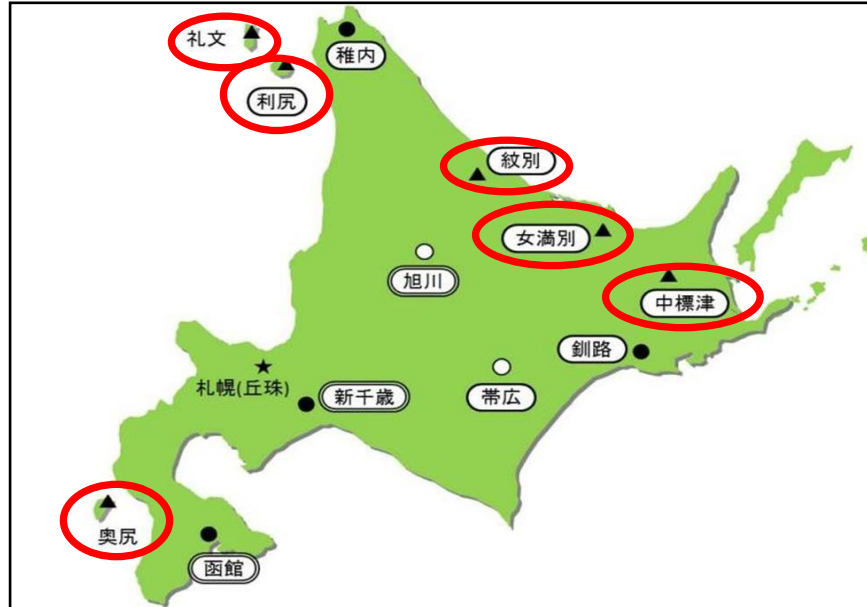 礼文
稚内
利尻
紋別
女満別
旭川
中標津
釧路
札幌(丘珠)
新千歳
帯広
奥尻
函館